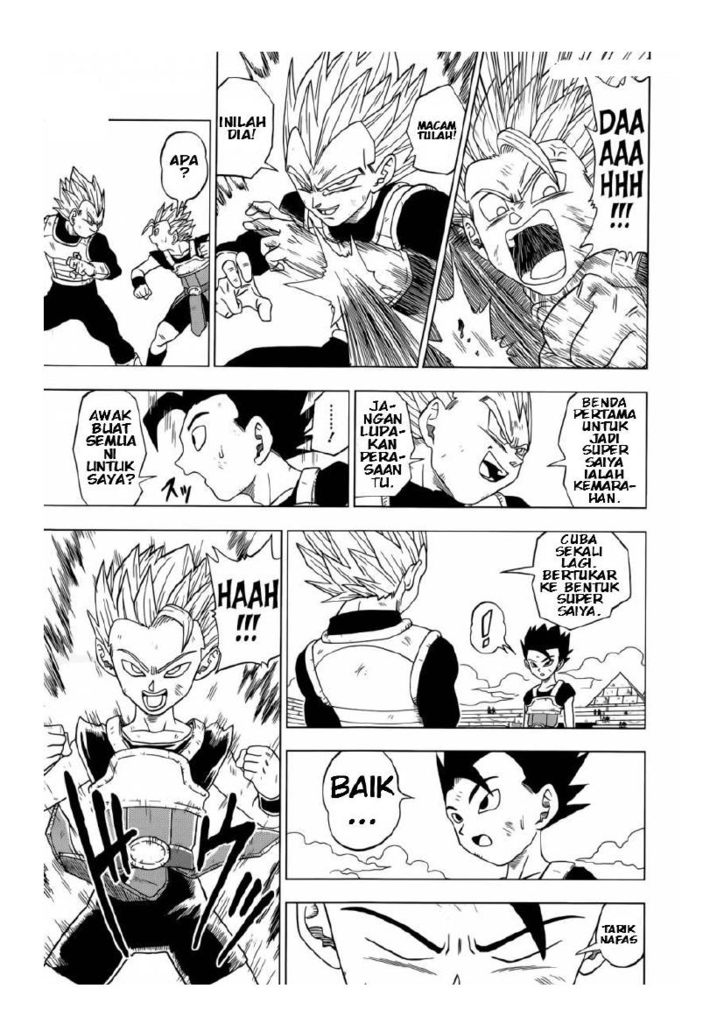 DAA
AAA
HHH
!!!
MACAM
TULAH!
INILAH
DIA!
APA
?
BENDA
PERTAMA
UNTUK
JADI
SUPER
SAIYA
IALAH
KEMARA-
HAN.
JA-
NGAN
LUPA-
KAN
PERA-
SAAN
TU.
.......
AWAK
BUAT
SEMUA
NI
UNTUK
SAYA?
スッ
CUBA
SEKALI
LAGI.
BERTUKAR
KE BENTUK
SUPER
SAIYA.
!
BAIK
...
TARIK
NAFAS
HAAH
!!!